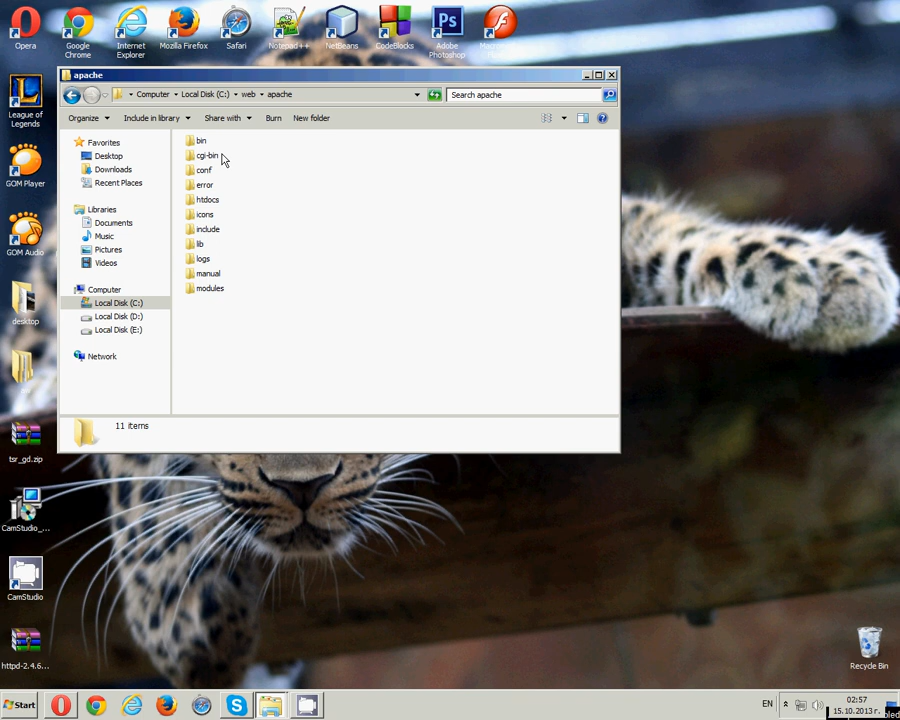 Opera
Google Chrome
Internet Explorer
Mozilla Firefox
Safari
Notepad++
NetBeans
CodeBlocks
Ps
Adobe Photoshop
League of Legends
GOM Player
GOM Audio
desktop
tsr_gd.zip
CamStudio_...
CamStudio
httpd-2.4.6...
apache
Computer
Local Disk (C:)
web
apache
Search apache
Organize
Include in library
Share with
Burn
New folder
Favorites
Desktop
Downloads
Recent Places
Libraries
Documents
Music
Pictures
Videos
Computer
Local Disk (C:)
Local Disk (D:)
Local Disk (E:)
Network
bin
cgi-bin
conf
error
htdocs
icons
include
lib
logs
manual
modules
11 items
Recycle Bin
Start
EN
02:57
15.10.2013 г.